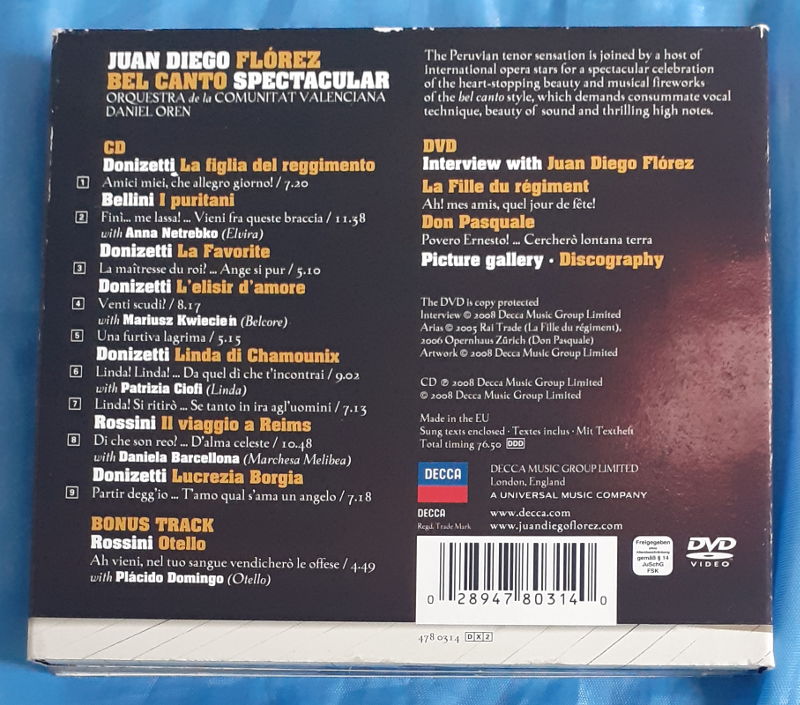 JUAN DIEGO FLÓREZ
BEL CANTO SPECTACULAR
ORQUESTRA de la COMUNITAT VALENCIANA
DANIEL OREN
CD
Donizetti La figlia del reggimento
1 Amici miei, che allegro giorno! / 7.20
Bellini I puritani
2 Finì... me lassa! ... Vieni fra queste braccia / 11.38
with Anna Netrebko (Elvira)
Donizetti La Favorite
3 La maîtresse du roi? ... Ange si pur / 5.10
Donizetti L'elisir d'amore
4 Venti scudi? / 8.17
with Mariusz Kwiecień (Belcore)
5 Una furtiva lagrima / 5.15
Donizetti Linda di Chamounix
6 Linda! Linda! ... Da quel dì che t'incontrai / 9.02
with Patrizia Ciofi (Linda)
7 Linda! Si ritirò ... Se tanto in ira agl'uomini / 7.13
Rossini Il viaggio a Reims
8 Di che son reo? ... D'alma celeste / 10.48
with Daniela Barcellona (Marchesa Melibea)
Donizetti Lucrezia Borgia
9 Partir degg'io ... T'amo qual s'ama un angelo / 7.18
BONUS TRACK
Rossini Otello
Ah vieni, nel tuo sangue vendicherò le offese / 4.49
with Plácido Domingo (Otello)
The Peruvian tenor sensation is joined by a host of
international opera stars for a spectacular celebration
of the heart-stopping beauty and musical fireworks
of the bel canto style, which demands consummate vocal
technique, beauty of sound and thrilling high notes.
DVD
Interview with Juan Diego Flórez
La Fille du régiment
Ah! mes amis, quel jour de fête!
Don Pasquale
Povero Ernesto! ... Cercherò lontana terra
Picture gallery · Discography
The DVD is copy protected
Interview © 2008 Decca Music Group Limited
Arias © 2005 Rai Trade (La Fille du régiment),
2006 Opernhaus Zürich (Don Pasquale)
Artwork © 2008 Decca Music Group Limited
CD ℗ 2008 Decca Music Group Limited
© 2008 Decca Music Group Limited
Made in the EU
Sung texts enclosed · Textes inclus · Mit Textheft
Total timing 76.50 DDD
DECCA
DECCA MUSIC GROUP LIMITED
London, England
A UNIVERSAL MUSIC COMPANY
DECCA
Regd. Trade Mark
www.decca.com
www.juandiegoflorez.com
0 28947 80314 0
Freigegeben
ohne
Altersbeschränkung
gemäß § 14
JuSchG
FSK
DVD
VIDEO
478 0314 DX2